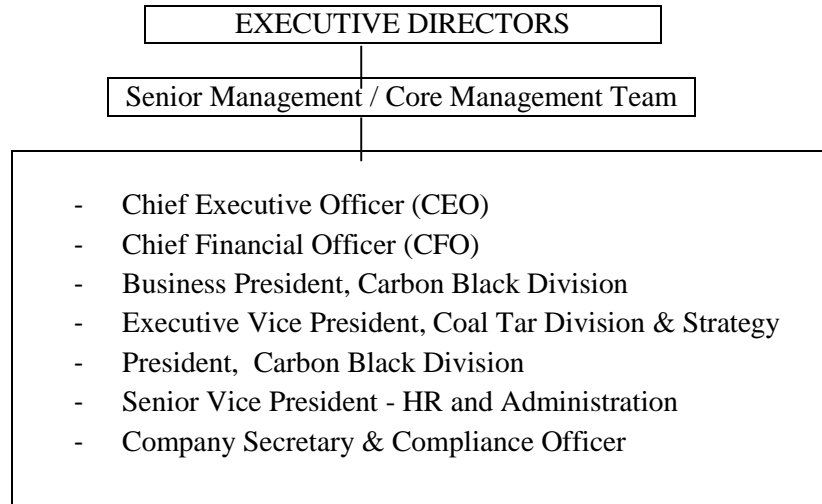 EXECUTIVE DIRECTORS
Senior Management / Core Management Team
- Chief Executive Officer (CEO)
- Chief Financial Officer (CFO)
- Business President, Carbon Black Division
- Executive Vice President, Coal Tar Division & Strategy
- President, Carbon Black Division
- Senior Vice President - HR and Administration
- Company Secretary & Compliance Officer